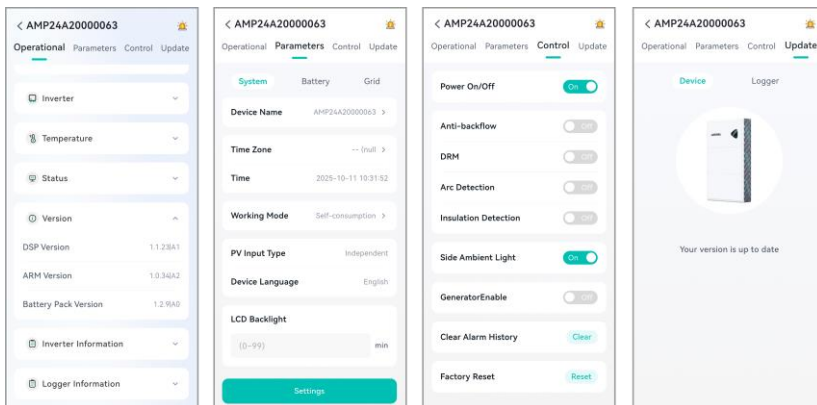 < AMP24A20000063
Operational Parameters Control Update
Inverter
Temperature
Status
Version
DSP Version 1.1.23|A1
ARM Version 1.0.34|A2
Battery Pack Version 1.2.9|A0
Inverter Information
Logger Information
< AMP24A20000063
Operational Parameters Control Update
System Battery Grid
Device Name AMP24A20000063 >
Time Zone -- (null >
Time 2025-10-11 10:31:52
Working Mode Self-consumption >
PV Input Type Independent
Device Language English
LCD Backlight
(0-99) min
Settings
< AMP24A20000063
Operational Parameters Control Update
Power On/Off On
Anti-backflow Off
DRM Off
Arc Detection Off
Insulation Detection Off
Side Ambient Light On
GeneratorEnable Off
Clear Alarm History Clear
Factory Reset Reset
< AMP24A20000063
Operational Parameters Control Update
Device Logger
Your version is up to date